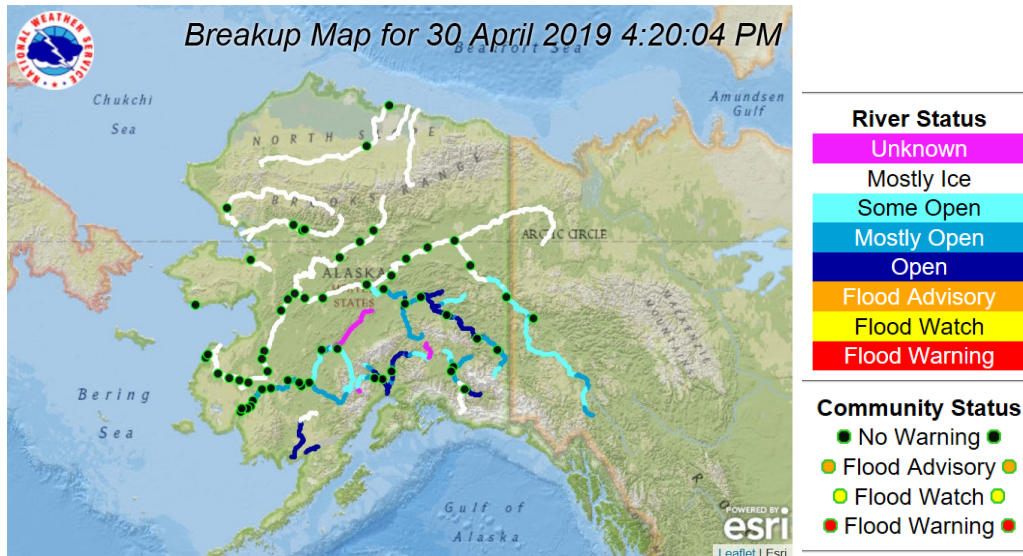 NATIONAL WEATHER SERVICE
Breakup Map for 30 April 2019 4:20:04 PM
Beaufort Sea
Chukchi
Sea
Amundsen
Gulf
NORTH SLOPE
BROOKS RANGE
ARCTIC CIRCLE
ALASKA
STATES
MACKENZIE
MOUNTAINS
Bering
Sea
Gulf of
Alaska
POWERED BY
esri
Leaflet | Esri
River Status
Unknown
Mostly Ice
Some Open
Mostly Open
Open
Flood Advisory
Flood Watch
Flood Warning
Community Status
No Warning
Flood Advisory
Flood Watch
Flood Warning